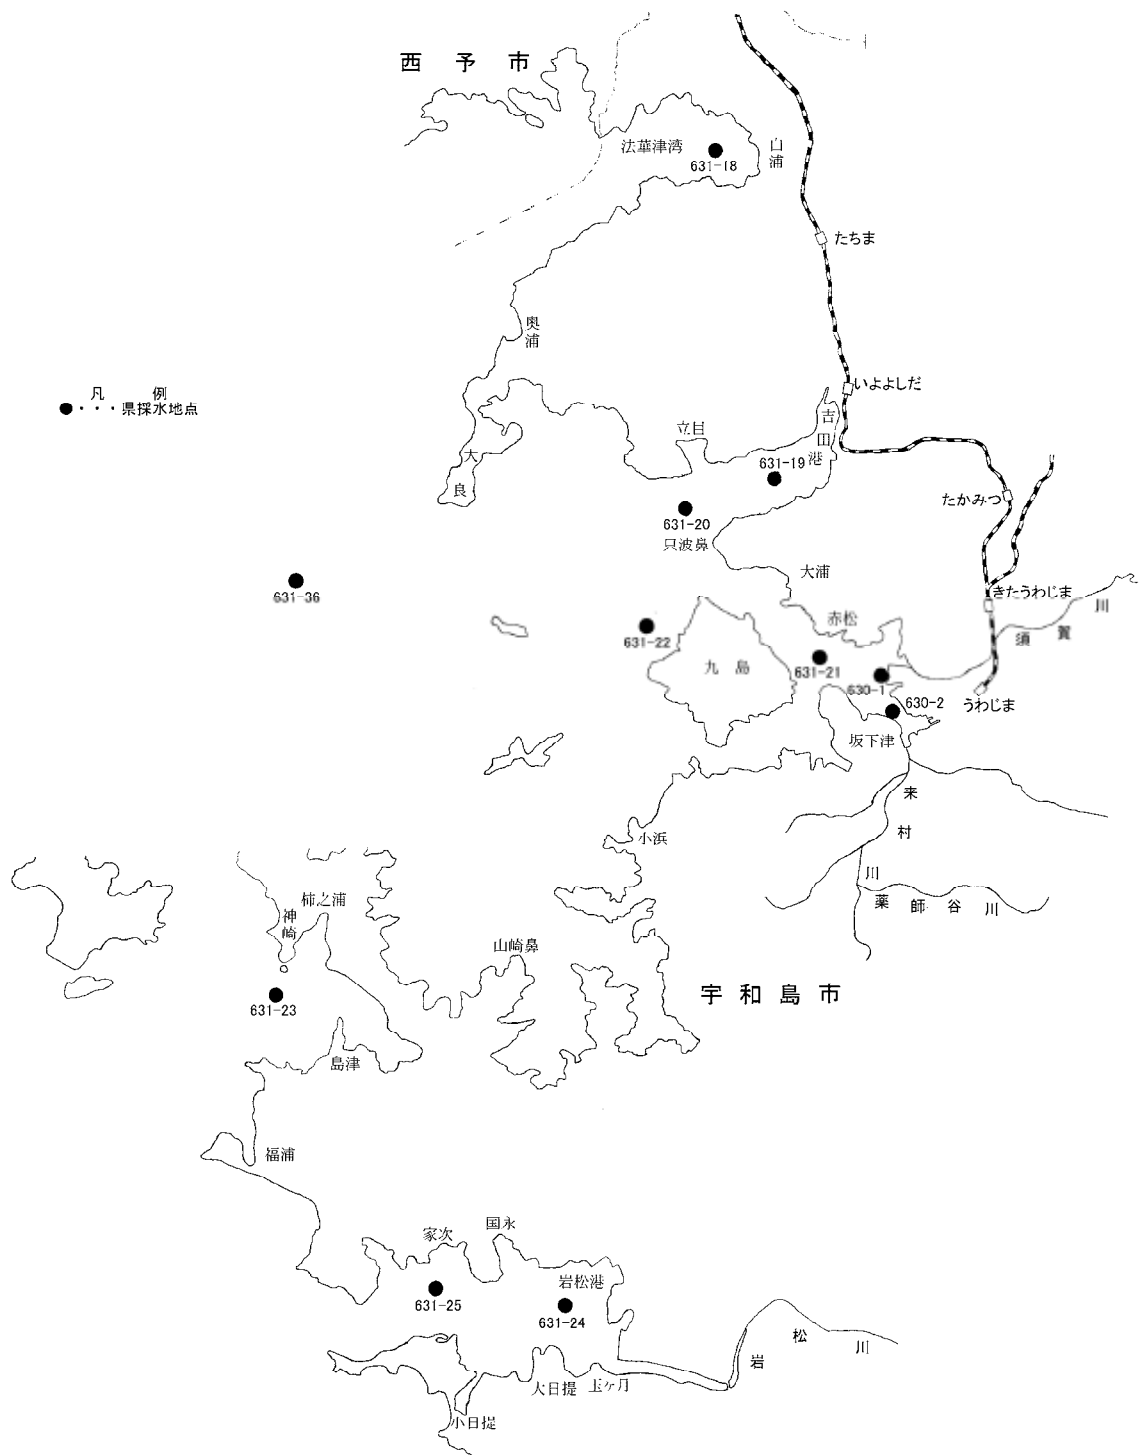 西予市
法華津湾
631-18
白浦
たちま
奥浦
凡例
●・・・県採水地点
いよよしだ
吉田港
立目
大良
631-19
たかみつ
631-20
只波鼻
大浦
631-36
きたうわじま
赤松
須賀川
631-22
九島
631-21
630-1
うわじま
630-2
坂下津
来村川
小浜
薬師谷川
柿之浦
神崎
山崎鼻
宇和島市
631-23
島津
福浦
国永
家次
岩松港
631-25
631-24
岩松川
大日提
玉ヶ月
小日提